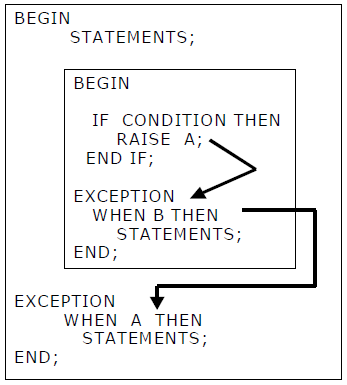 BEGIN
STATEMENTS;
BEGIN
IF CONDITION THEN
RAISE A;
END IF;
EXCEPTION
WHEN B THEN
STATEMENTS;
END;
EXCEPTION
WHEN A THEN
STATEMENTS;
END;